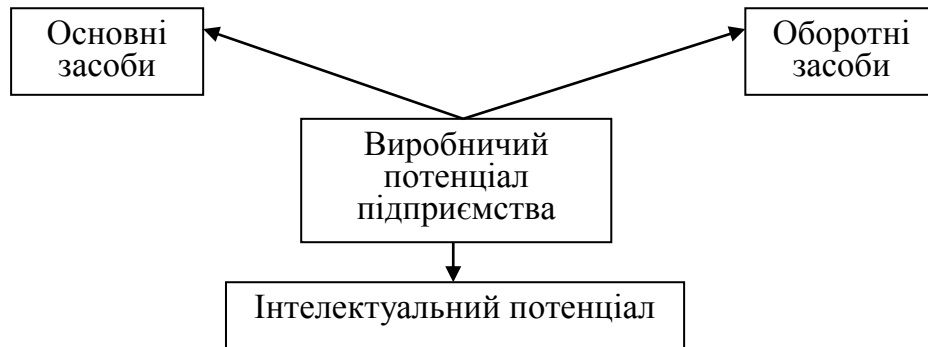 Основні
засоби
Оборотні
засоби
Виробничий
потенціал
підприємства
Інтелектуальний потенціал